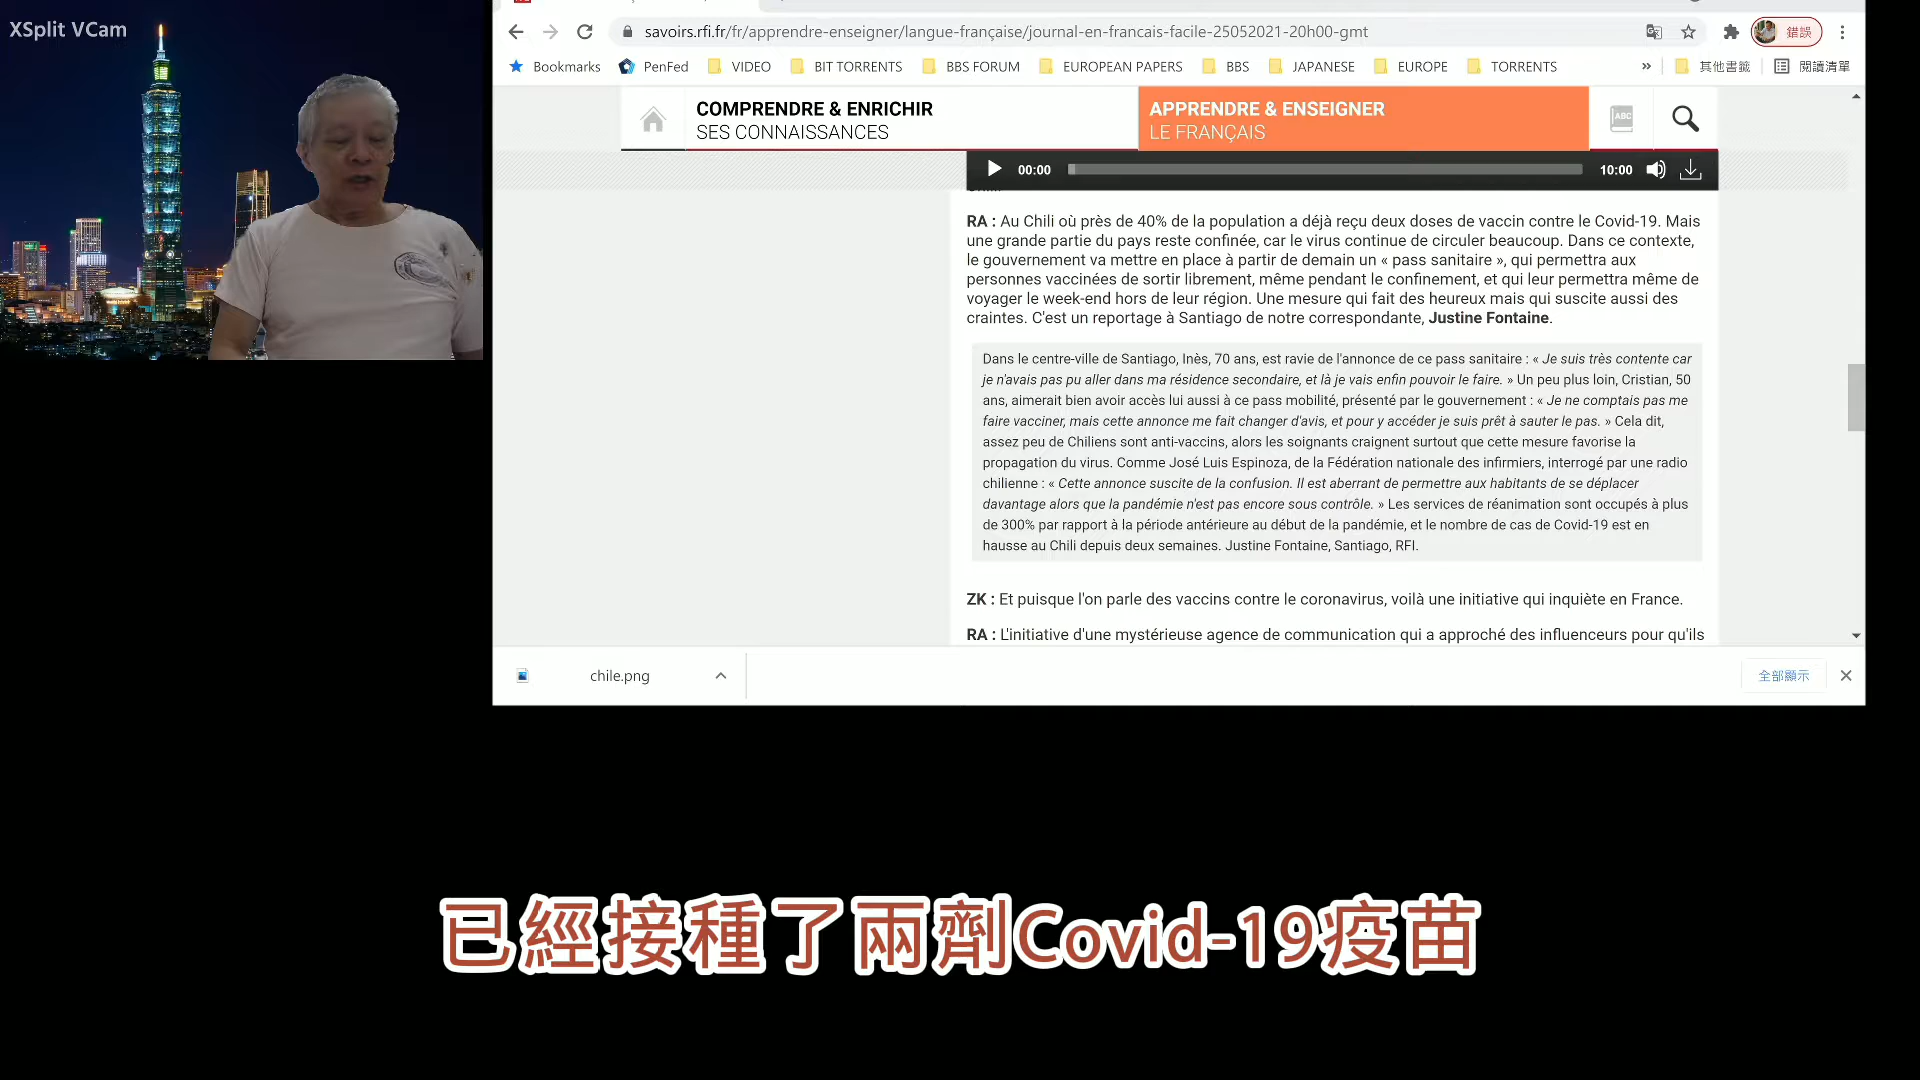 XSplit VCam
savoirs.rfi.fr/fr/apprendre-enseigner/langue-française/journal-en-francais-facile-25052021-20h00-gmt
錯誤
Bookmarks PenFed VIDEO BIT TORRENTS BBS FORUM EUROPEAN PAPERS BBS JAPANESE EUROPE TORRENTS » 其他書籤 閱讀清單
COMPRENDRE & ENRICHIR
SES CONNAISSANCES
APPRENDRE & ENSEIGNER
LE FRANÇAIS
ABC
00:00 10:00
RA : Au Chili où près de 40% de la population a déjà reçu deux doses de vaccin contre le Covid-19. Mais
une grande partie du pays reste confinée, car le virus continue de circuler beaucoup. Dans ce contexte,
le gouvernement va mettre en place à partir de demain un « pass sanitaire », qui permettra aux
personnes vaccinées de sortir librement, même pendant le confinement, et qui leur permettra même de
voyager le week-end hors de leur région. Une mesure qui fait des heureux mais qui suscite aussi des
craintes. C'est un reportage à Santiago de notre correspondante, Justine Fontaine.
Dans le centre-ville de Santiago, Inès, 70 ans, est ravie de l'annonce de ce pass sanitaire : « Je suis très contente car
je n'avais pas pu aller dans ma résidence secondaire, et là je vais enfin pouvoir le faire. » Un peu plus loin, Cristian, 50
ans, aimerait bien avoir accès lui aussi à ce pass mobilité, présenté par le gouvernement : « Je ne comptais pas me
faire vacciner, mais cette annonce me fait changer d'avis, et pour y accéder je suis prêt à sauter le pas. » Cela dit,
assez peu de Chiliens sont anti-vaccins, alors les soignants craignent surtout que cette mesure favorise la
propagation du virus. Comme José Luis Espinoza, de la Fédération nationale des infirmiers, interrogé par une radio
chilienne : « Cette annonce suscite de la confusion. Il est aberrant de permettre aux habitants de se déplacer
davantage alors que la pandémie n'est pas encore sous contrôle. » Les services de réanimation sont occupés à plus
de 300% par rapport à la période antérieure au début de la pandémie, et le nombre de cas de Covid-19 est en
hausse au Chili depuis deux semaines. Justine Fontaine, Santiago, RFI.
ZK : Et puisque l'on parle des vaccins contre le coronavirus, voilà une initiative qui inquiète en France.
RA : L'initiative d'une mystérieuse agence de communication qui a approché des influenceurs pour qu'ils
chile.png
全部顯示
已經接種了兩劑Covid-19疫苗